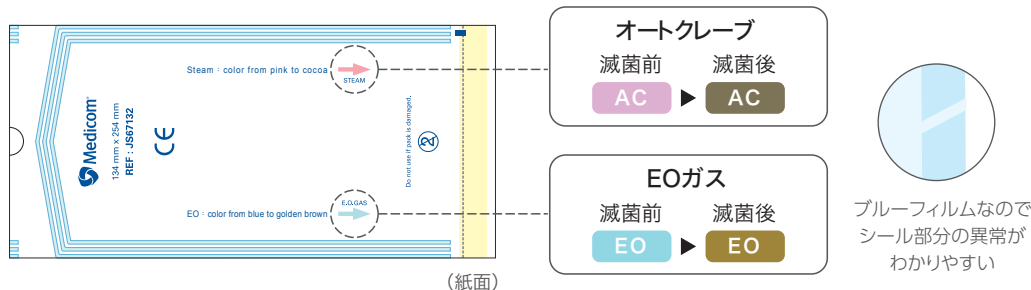 Steam : color from pink to cocoa
STEAM
Medicom®
134 mm x 254 mm
REF : JS67132
CE
Do not use if pack is damaged.
2
E.O.GAS
EO : color from blue to golden brown
(紙面)
オートクレーブ
滅菌前 滅菌後
AC ▶ AC
EOガス
滅菌前 滅菌後
EO ▶ EO
ブルーフィルムなので
シール部分の異常が
わかりやすい